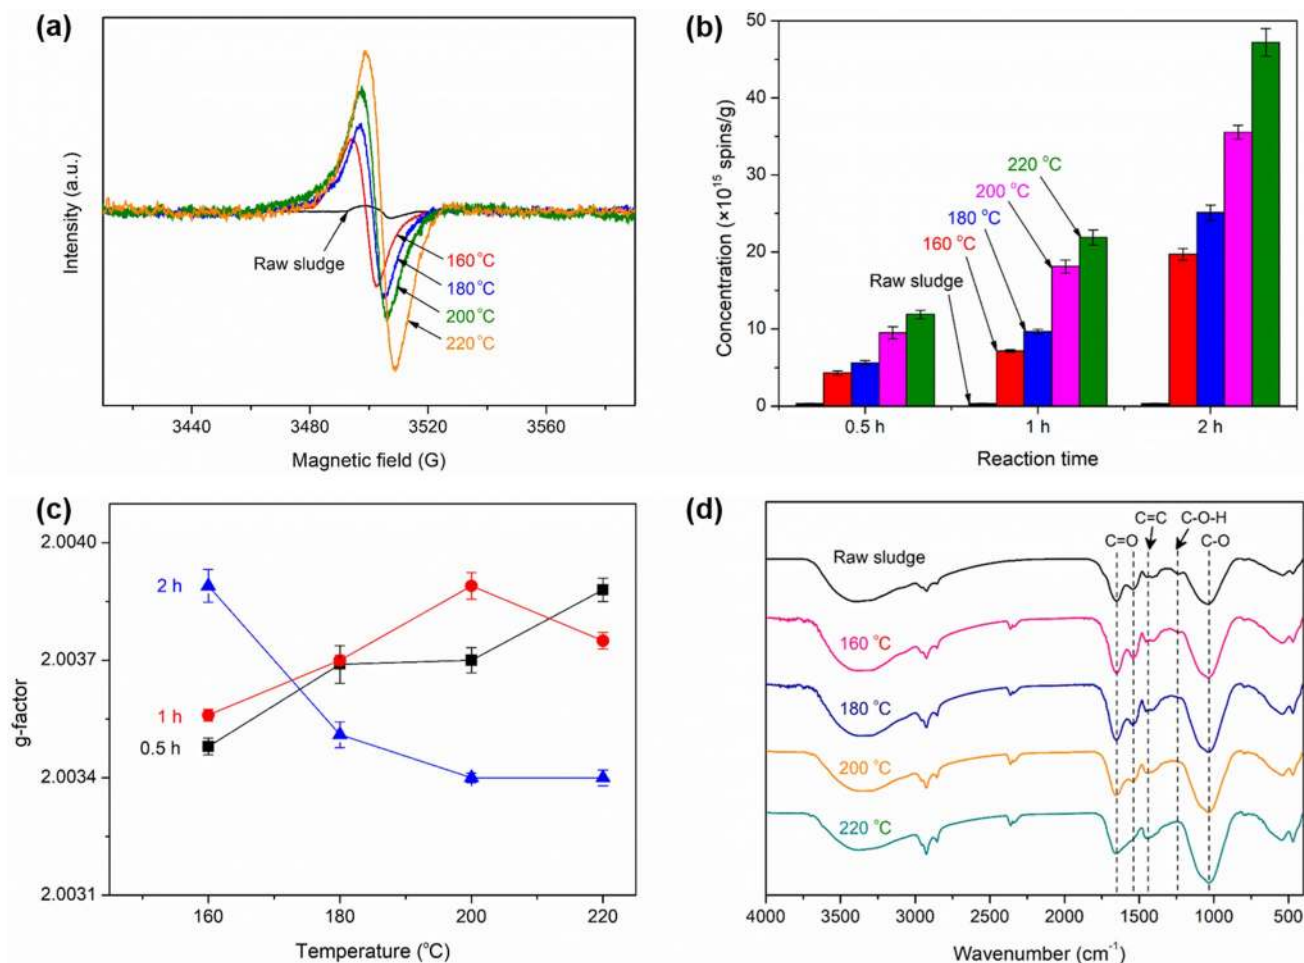 (a)
Intensity (a.u.)
Raw sludge
160 °C
180 °C
200 °C
220 °C
3440
3480
3520
3560
Magnetic field (G)
(b)
Concentration (×10¹⁵ spins/g)
50
40
30
20
10
0
Raw sludge
160 °C
180 °C
200 °C
220 °C
0.5 h
1 h
2 h
Reaction time
(c)
g-factor
2.0040
2.0037
2.0034
2.0031
2 h
1 h
0.5 h
160
180
200
220
Temperature (°C)
(d)
C=O
C=C
C-O-H
C-O
Raw sludge
160 °C
180 °C
200 °C
220 °C
4000
3500
3000
2500
2000
1500
1000
500
Wavenumber (cm⁻¹)